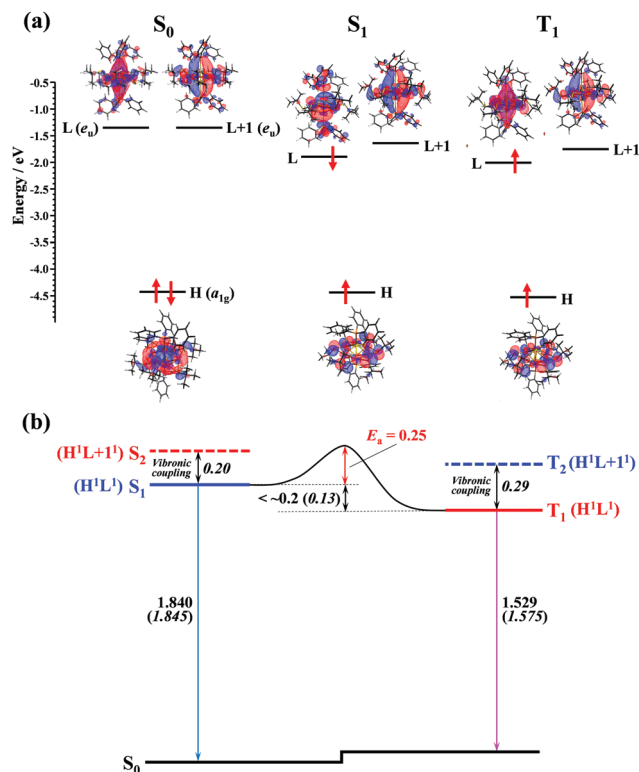 (a)
S₀
S₁
T₁
Energy / eV
-0.5
-1.0
-1.5
-2.0
-2.5
-3.0
-3.5
-4.0
-4.5
L (eᵤ)
L+1 (eᵤ)
L
L+1
L
L+1
H (a₁g)
H
H
(b)
(H¹L+1¹) S₂
Vibronic
coupling
0.20
(H¹L¹) S₁
Eₐ = 0.25
< ~0.2 (0.13)
T₂ (H¹L+1¹)
Vibronic
coupling
0.29
T₁ (H¹L¹)
1.840
(1.845)
1.529
(1.575)
S₀